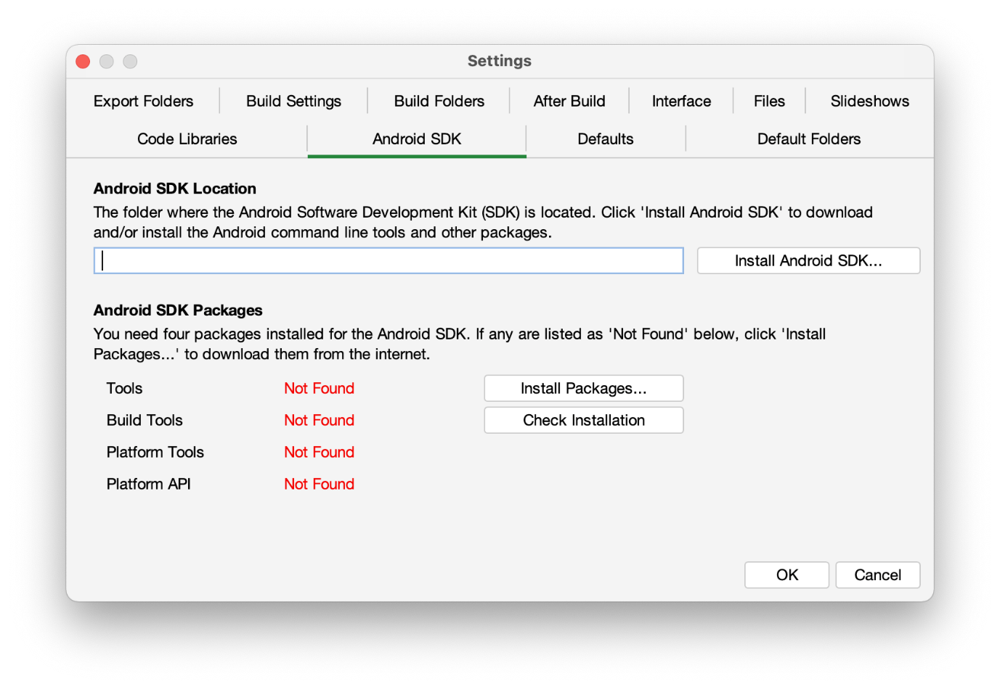 Settings
Export Folders
Build Settings
Build Folders
After Build
Interface
Files
Slideshows
Code Libraries
Android SDK
Defaults
Default Folders
Android SDK Location
The folder where the Android Software Development Kit (SDK) is located. Click 'Install Android SDK' to download
and/or install the Android command line tools and other packages.
Install Android SDK...
Android SDK Packages
You need four packages installed for the Android SDK. If any are listed as 'Not Found' below, click 'Install
Packages...' to download them from the internet.
Tools
Not Found
Install Packages...
Build Tools
Not Found
Check Installation
Platform Tools
Not Found
Platform API
Not Found
OK
Cancel